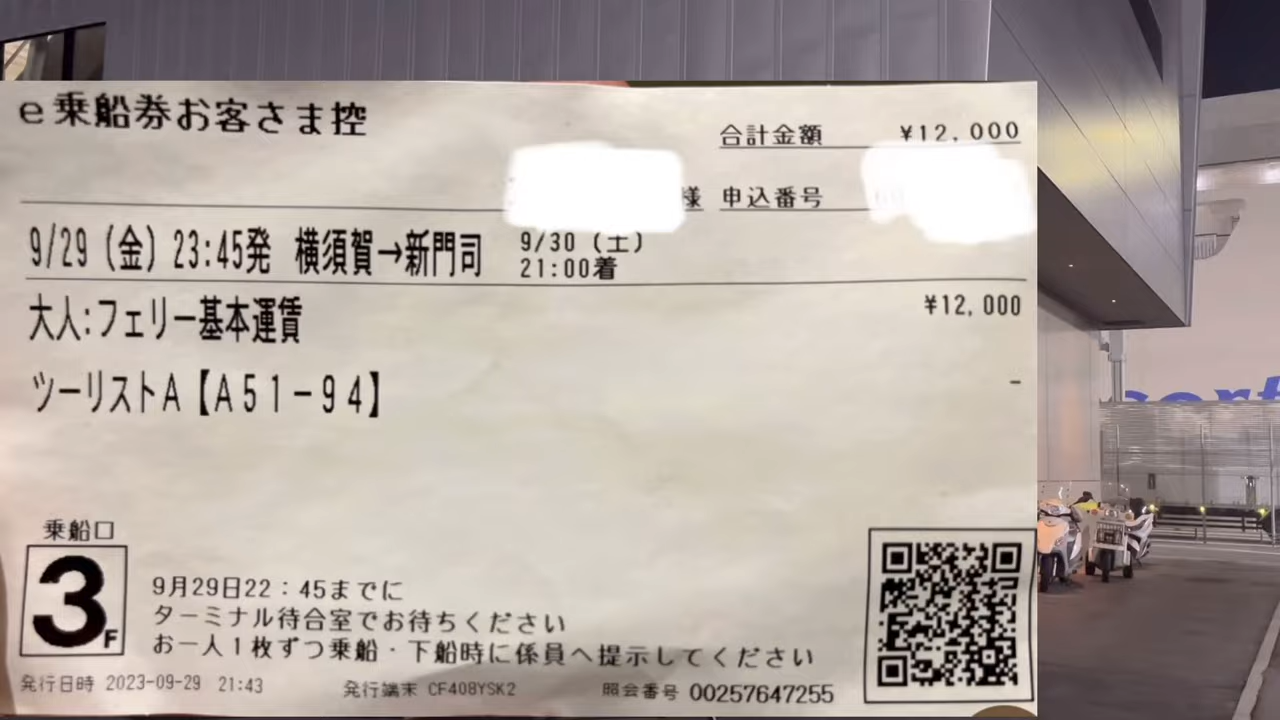 e乗船券お客さま控
合計金額 ¥12,000
様 申込番号
9/29（金）23:45発 横須賀→新門司 9/30（土）
21:00着
大人:フェリー基本運賃 ¥12,000
ツーリストA【A51-94】 -
乗船口
3F
9月29日22：45までに
ターミナル待合室でお待ちください
お一人1枚ずつ乗船・下船時に係員へ提示してください
発行日時 2023-09-29 21:43 発行端末 CF408YSK2 照会番号 00257647255